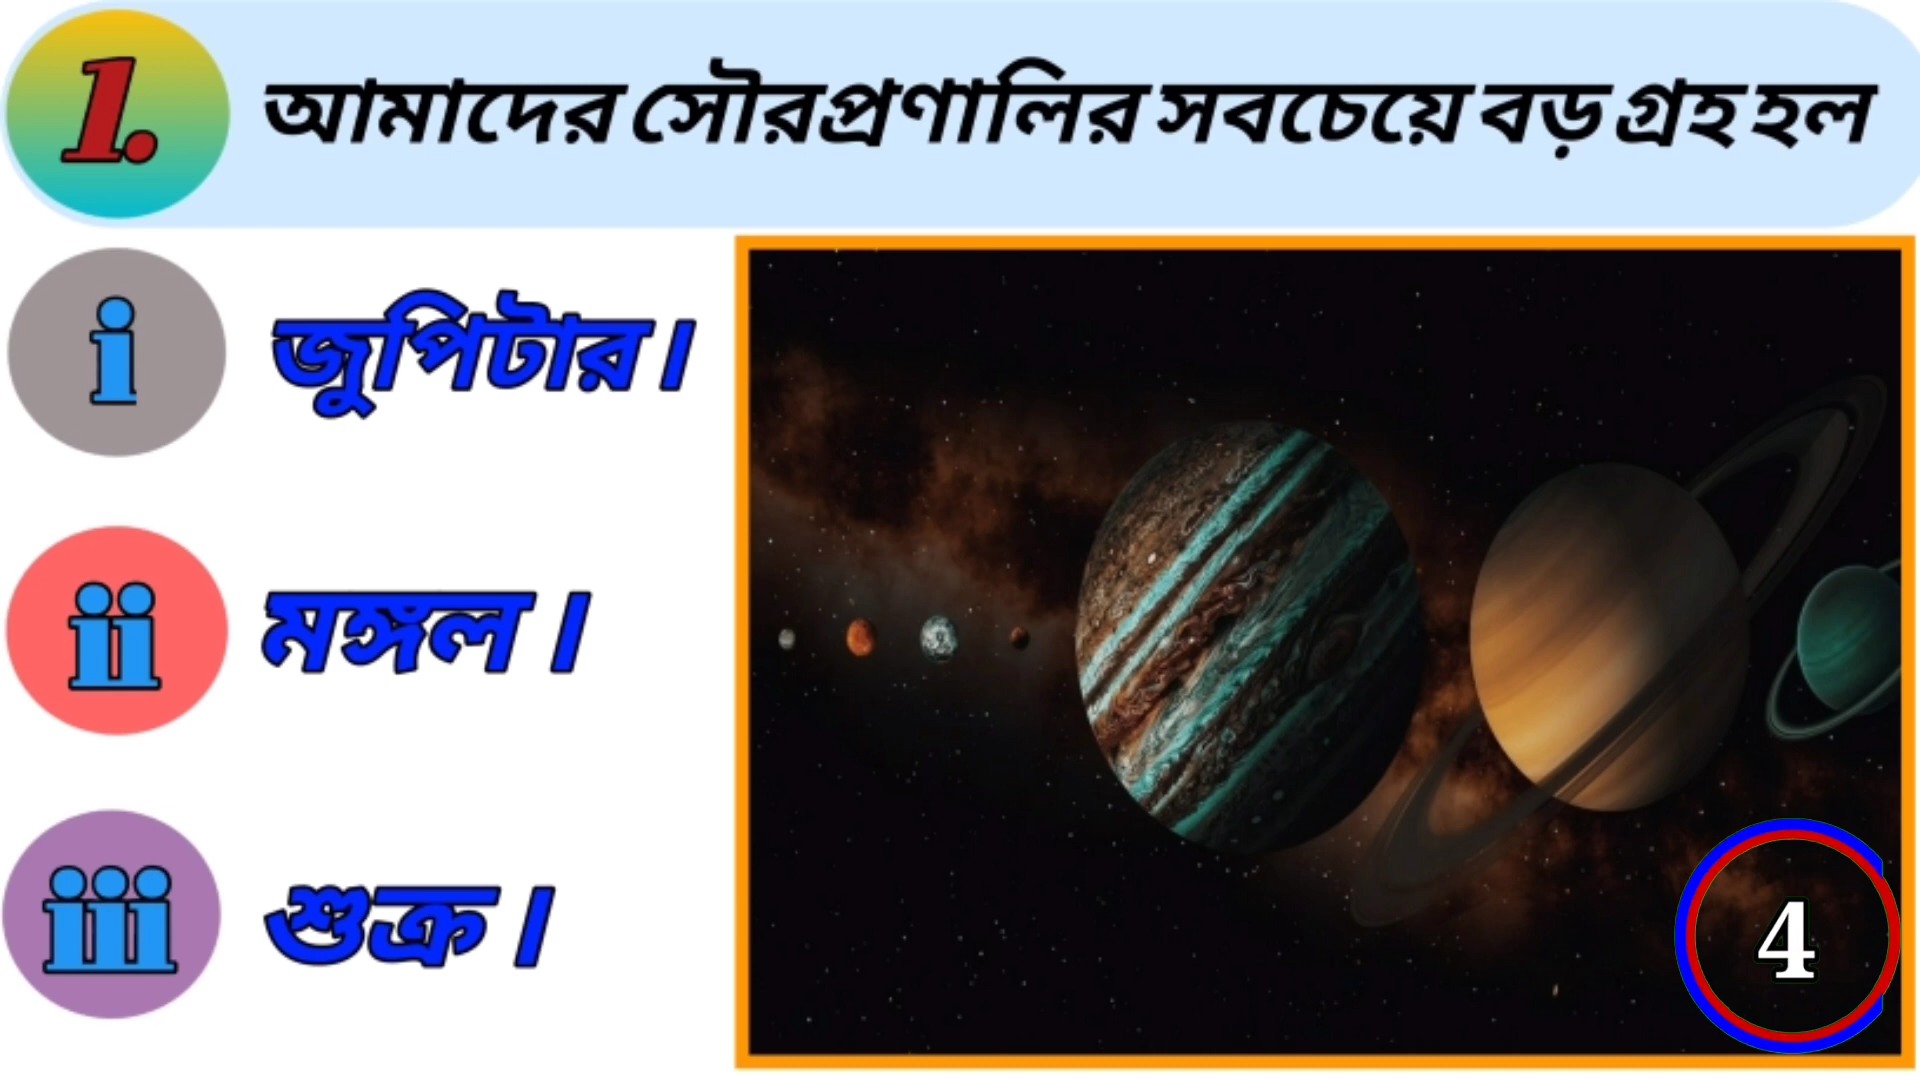 1. আমাদের সৌরপ্রণালির সবচেয়ে বড় গ্রহ হল
i জুপিটার।
ii মঙ্গল ।
iii শুক্র ।
4